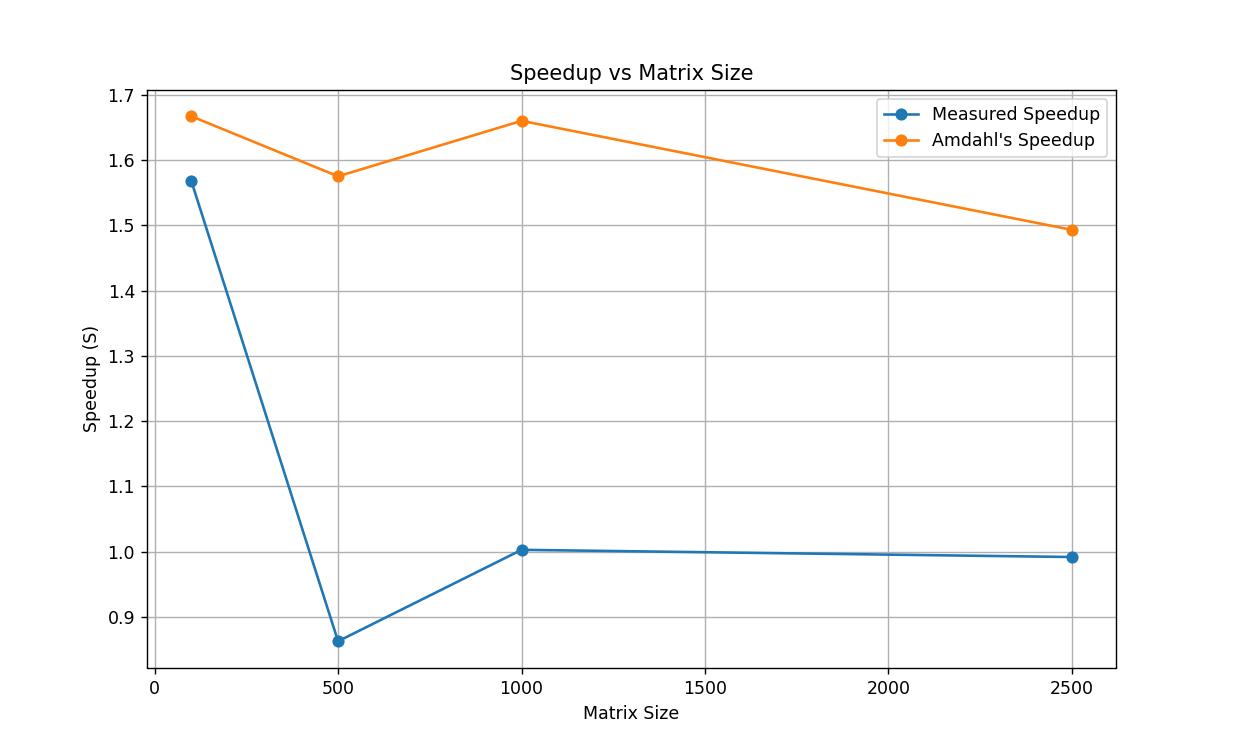 Speedup vs Matrix Size
Measured Speedup
Amdahl's Speedup
Speedup (S)
1.7
1.6
1.5
1.4
1.3
1.2
1.1
1.0
0.9
0 500 1000 1500 2000 2500
Matrix Size